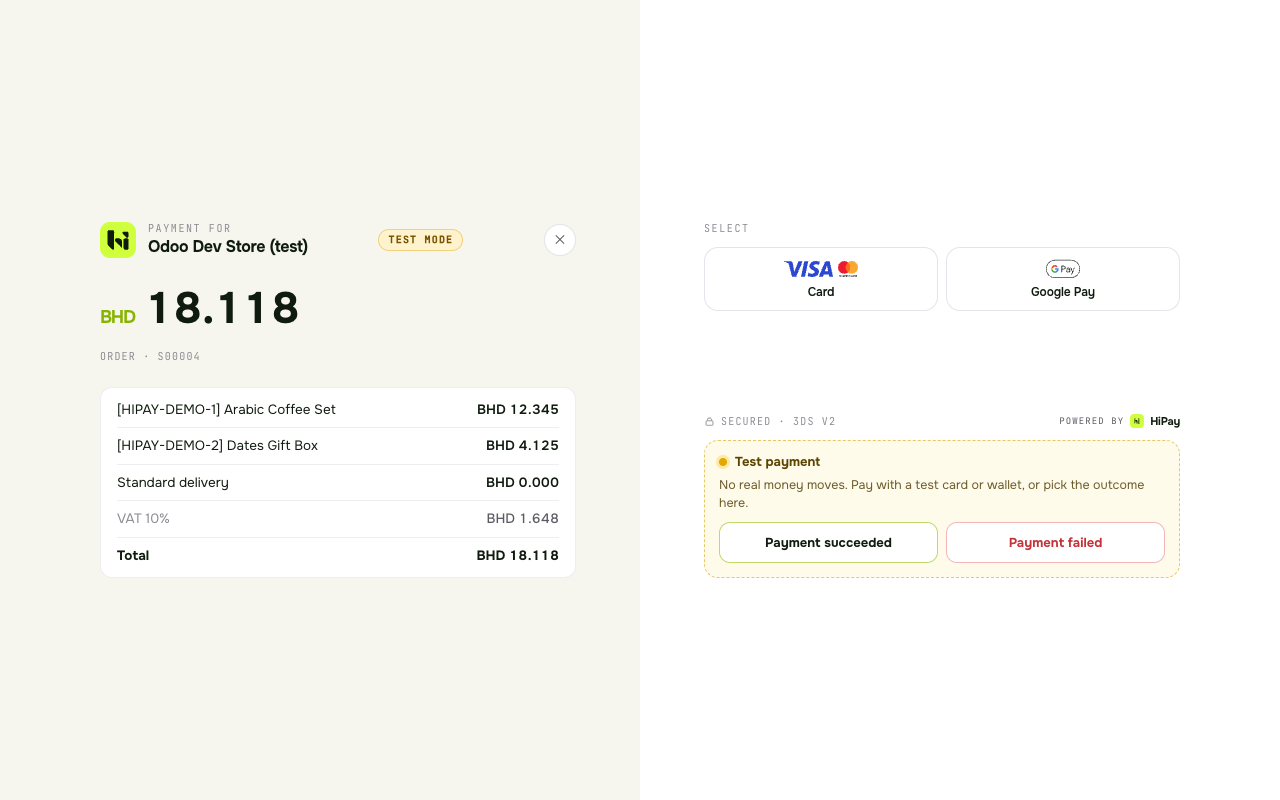 PAYMENT FOR
Odoo Dev Store (test)
TEST MODE
BHD 18.118
ORDER · S00004
[HIPAY-DEMO-1] Arabic Coffee Set BHD 12.345
[HIPAY-DEMO-2] Dates Gift Box BHD 4.125
Standard delivery BHD 0.000
VAT 10% BHD 1.648
Total BHD 18.118
SELECT
VISA
Card
G Pay
Google Pay
SECURED · 3DS V2
POWERED BY hi HiPay
Test payment
No real money moves. Pay with a test card or wallet, or pick the outcome
here.
Payment succeeded
Payment failed